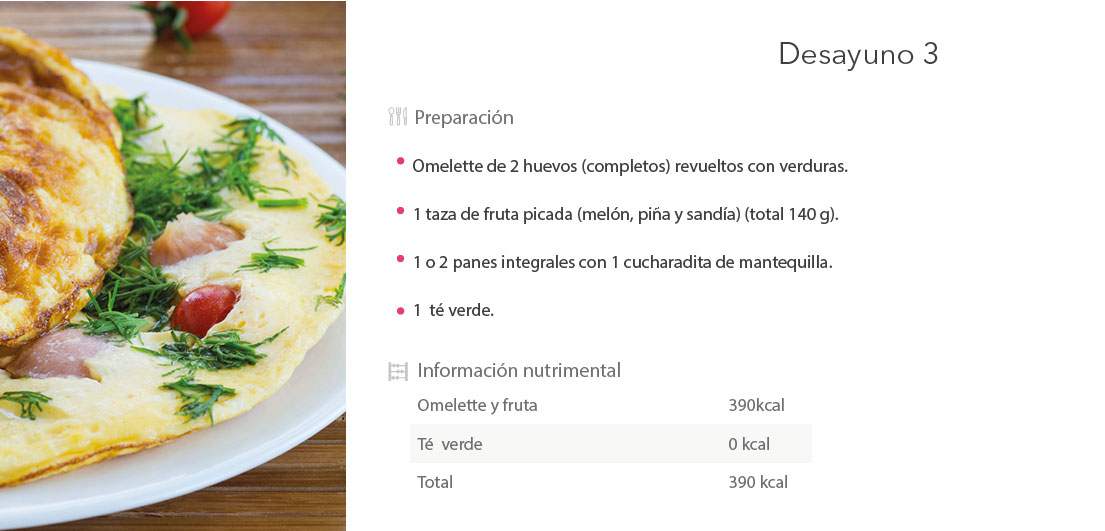 Desayuno 3
Preparación
Omelette de 2 huevos (completos) revueltos con verduras.
1 taza de fruta picada (melón, piña y sandía) (total 140 g).
1 o 2 panes integrales con 1 cucharadita de mantequilla.
1 té verde.
Información nutrimental
Omelette y fruta 390kcal
Té verde 0 kcal
Total 390 kcal